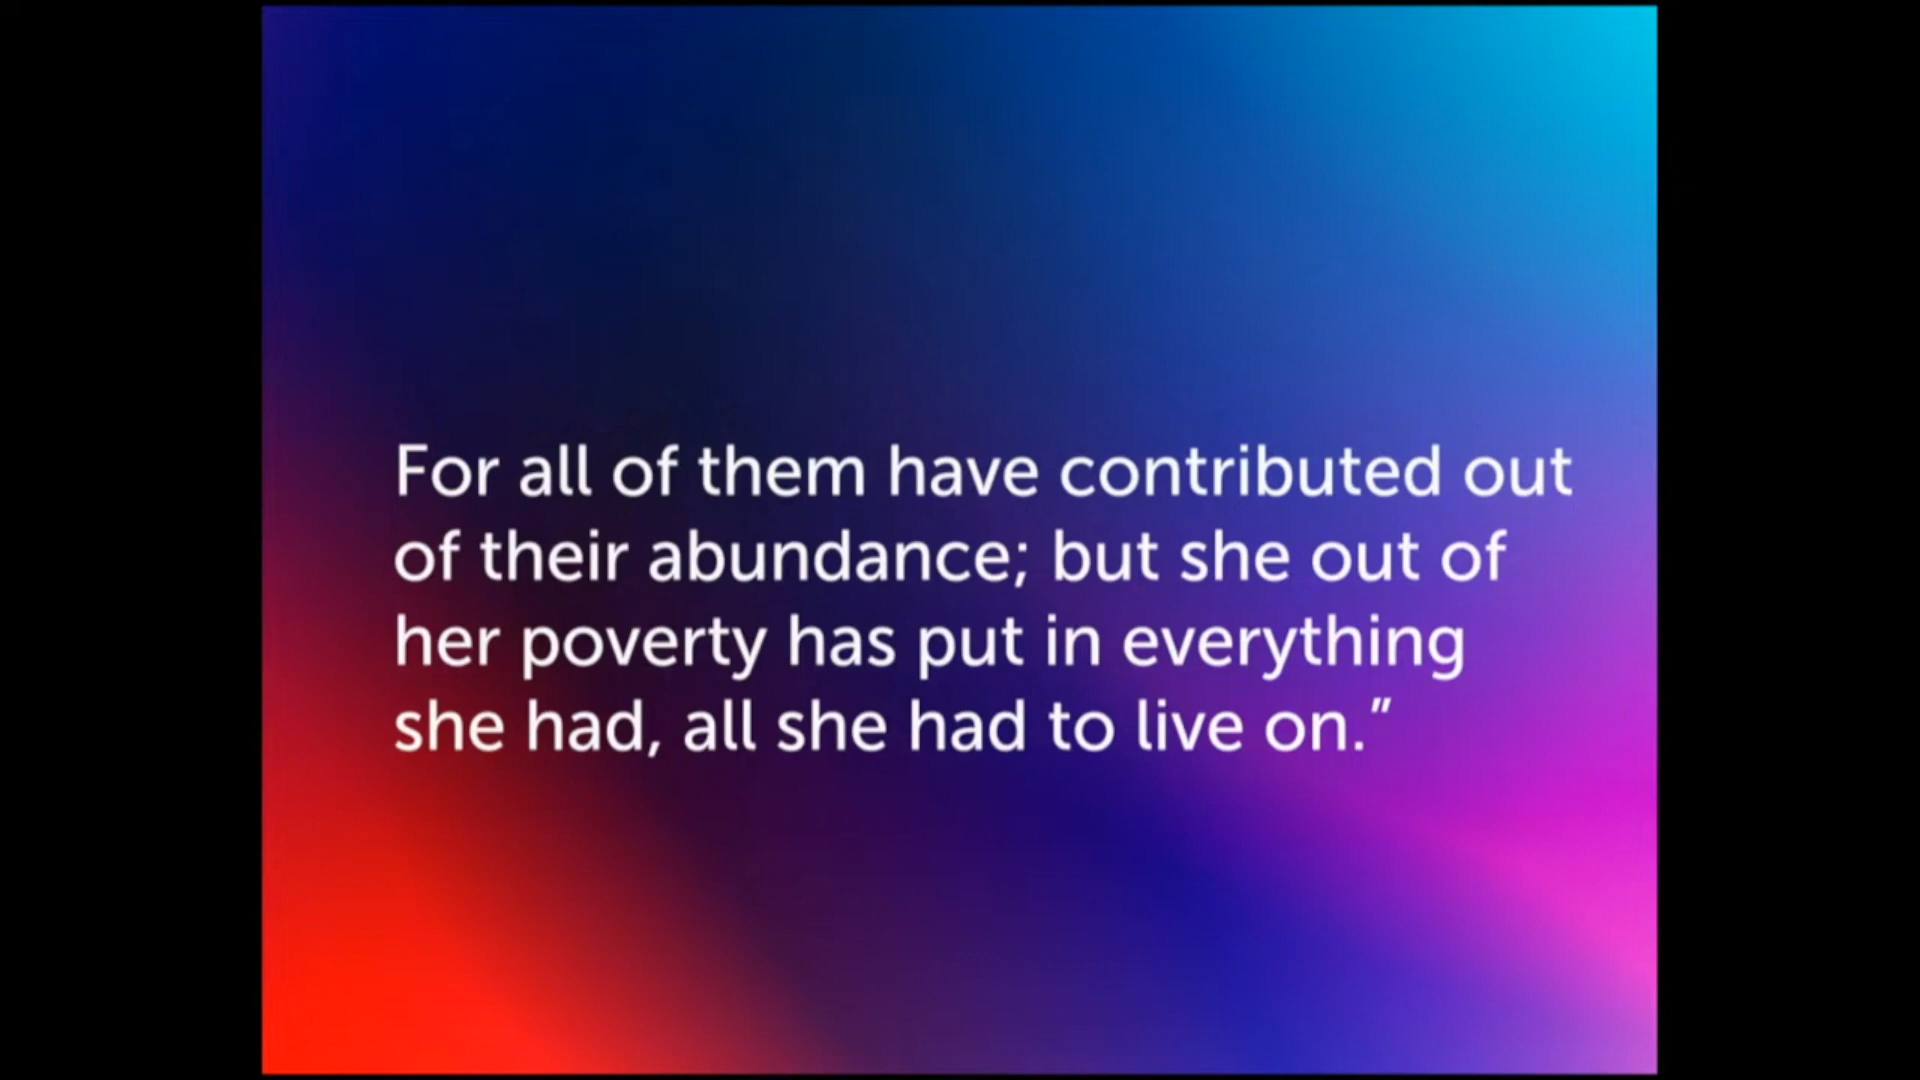 For all of them have contributed out
of their abundance; but she out of
her poverty has put in everything
she had, all she had to live on.”